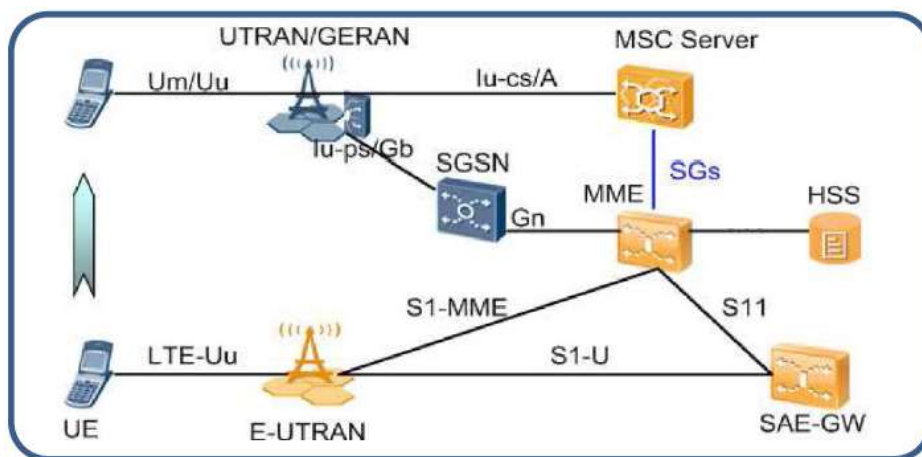 UTRAN/GERAN
MSC Server
Um/Uu
Iu-cs/A
Iu-ps/Gb
SGSN
SGs
MME
HSS
Gn
S1-MME
S11
LTE-Uu
S1-U
UE
E-UTRAN
SAE-GW